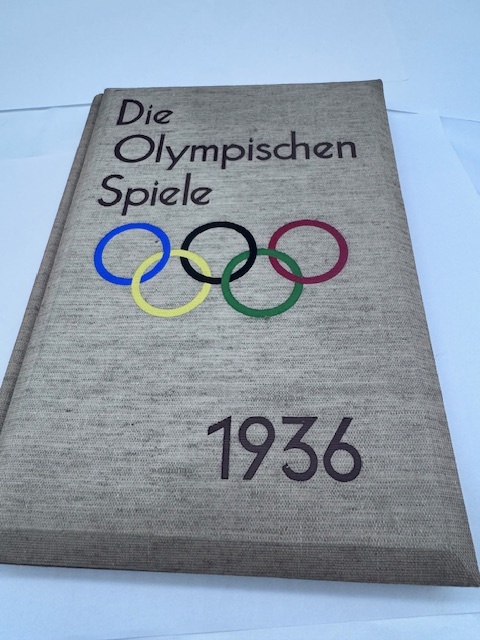 Die
Olympischen
Spiele
1936